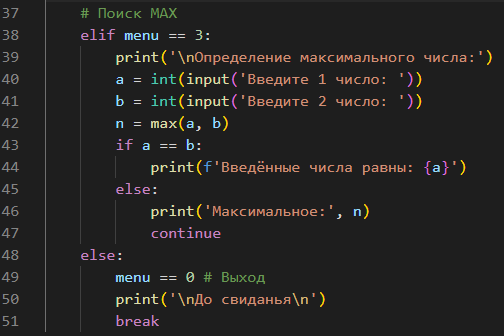 37 # Поиск MAX
38 elif menu == 3:
39 print('\nОпределение максимального числа:')
40 a = int(input('Введите 1 число: '))
41 b = int(input('Введите 2 число: '))
42 n = max(a, b)
43 if a == b:
44 print(f'Введённые числа равны: {a}')
45 else:
46 print('Максимальное:', n)
47 continue
48 else:
49 menu == 0 # Выход
50 print('\nДо свиданья\n')
51 break